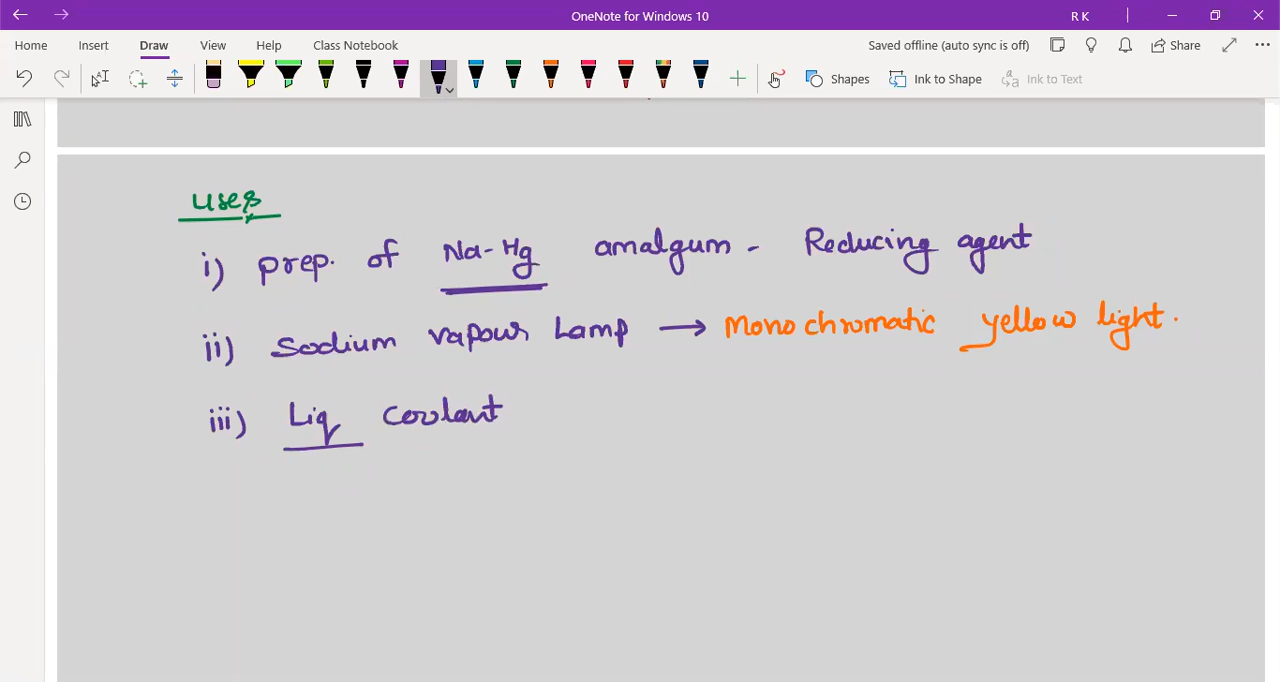 OneNote for Windows 10
R K
Home Insert Draw View Help Class Notebook
Saved offline (auto sync is off) Share
Shapes Ink to Shape Ink to Text
uses
i) prep. of Na-Hg amalgum - Reducing agent
ii) Sodium vapour Lamp → Monochromatic yellow light.
iii) Liq coolant